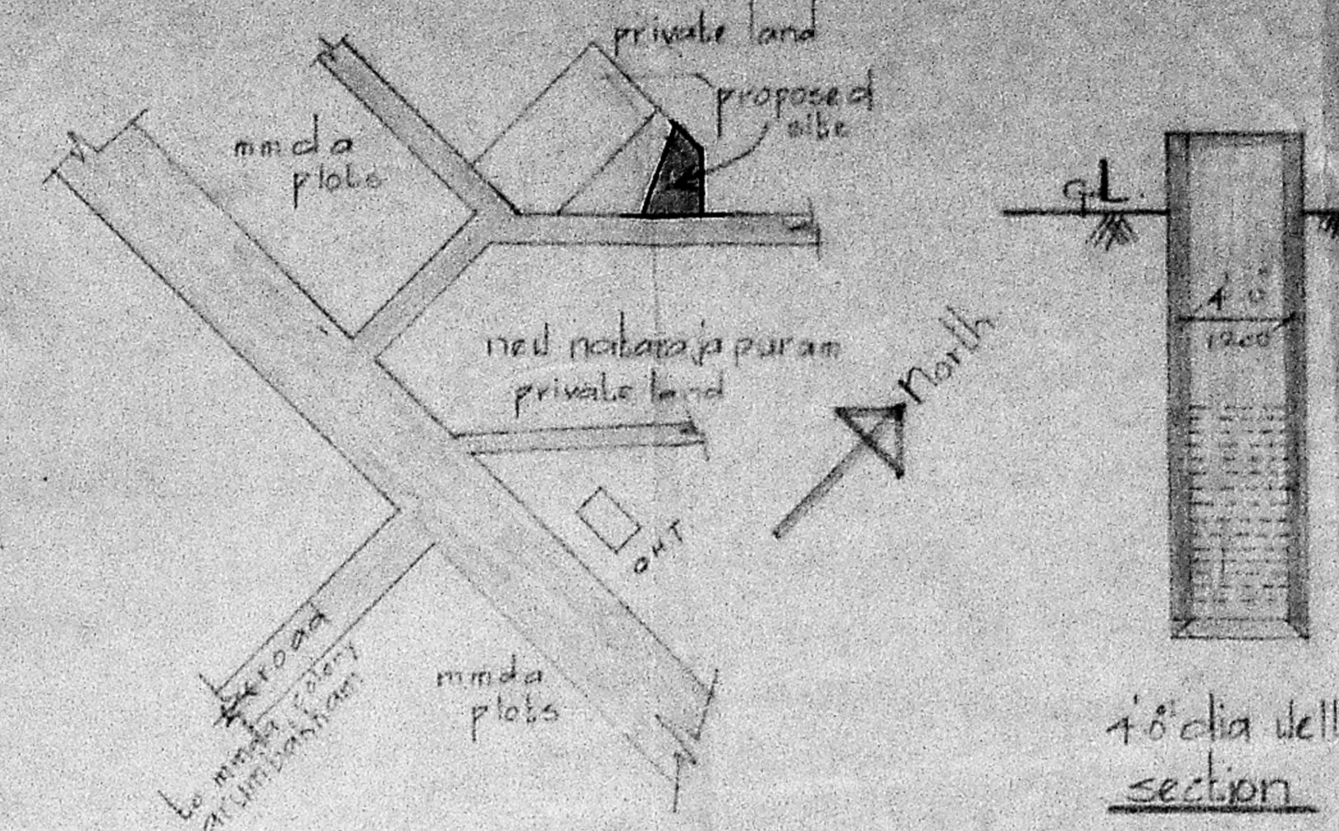 private land
proposed
site
mmda
plots
G.L.
4' 0"
1200
new natarajapuram
private land
North
OHT
road
to mmda colony
arumbakkam
mmda
plots
4'0" dia well
section